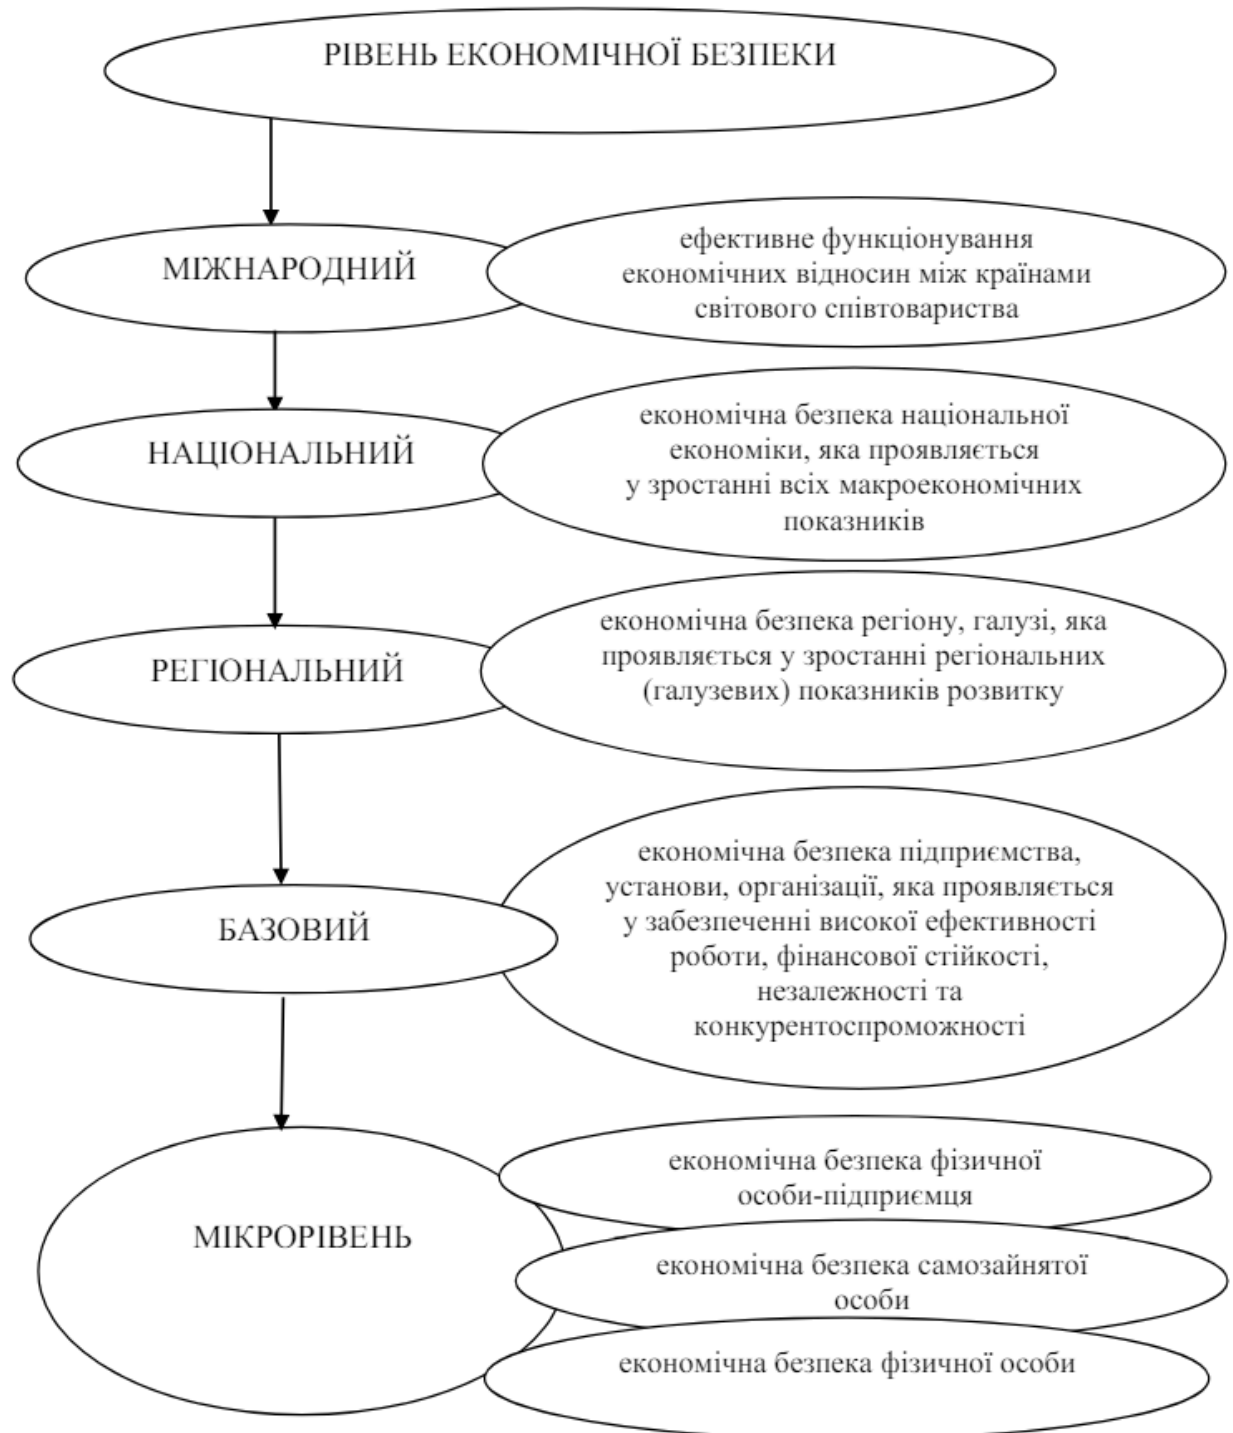 РІВЕНЬ ЕКОНОМІЧНОЇ БЕЗПЕКИ
МІЖНАРОДНИЙ
ефективне функціонування
економічних відносин між країнами
світового співтовариства
НАЦІОНАЛЬНИЙ
економічна безпека національної
економіки, яка проявляється
у зростанні всіх макроекономічних
показників
РЕГІОНАЛЬНИЙ
економічна безпека регіону, галузі, яка
проявляється у зростанні регіональних
(галузевих) показників розвитку
БАЗОВИЙ
економічна безпека підприємства,
установи, організації, яка проявляється
у забезпеченні високої ефективності
роботи, фінансової стійкості,
незалежності та
конкурентоспроможності
МІКРОРІВЕНЬ
економічна безпека фізичної
особи-підприємця
економічна безпека самозайнятої
особи
економічна безпека фізичної особи